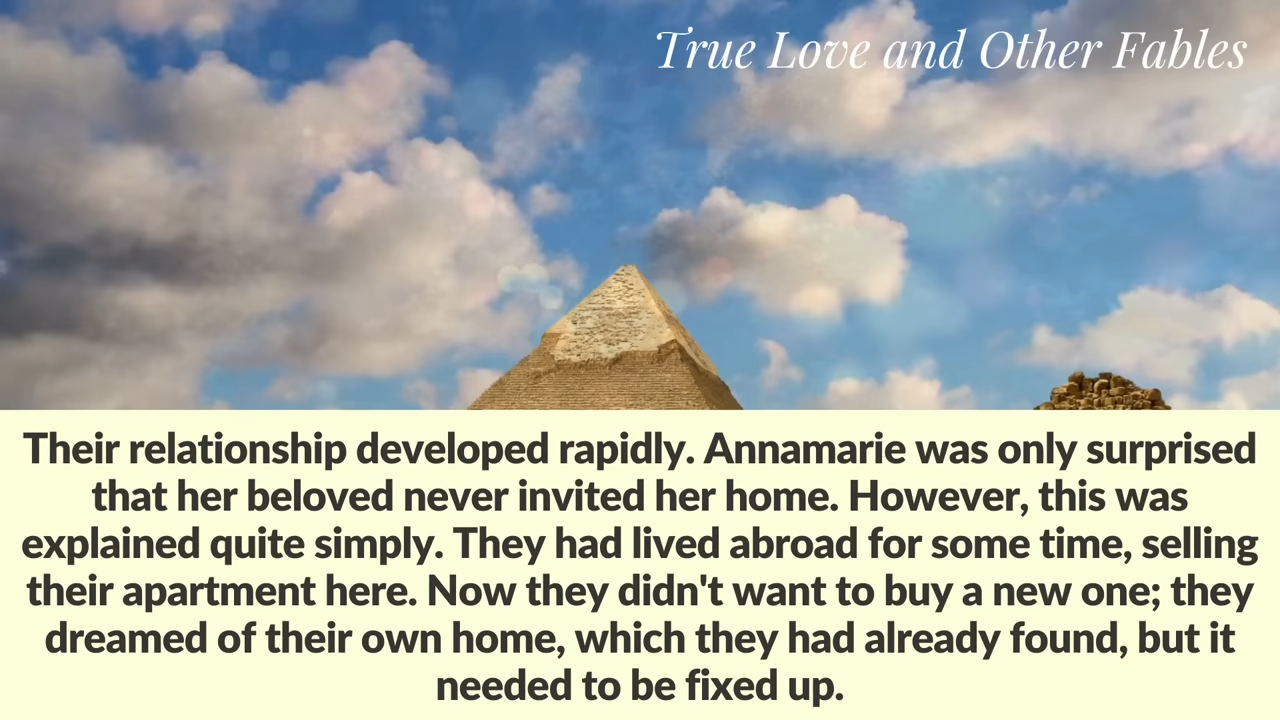 True Love and Other Fables
Their relationship developed rapidly. Annamarie was only surprised
that her beloved never invited her home. However, this was
explained quite simply. They had lived abroad for some time, selling
their apartment here. Now they didn't want to buy a new one; they
dreamed of their own home, which they had already found, but it
needed to be fixed up.